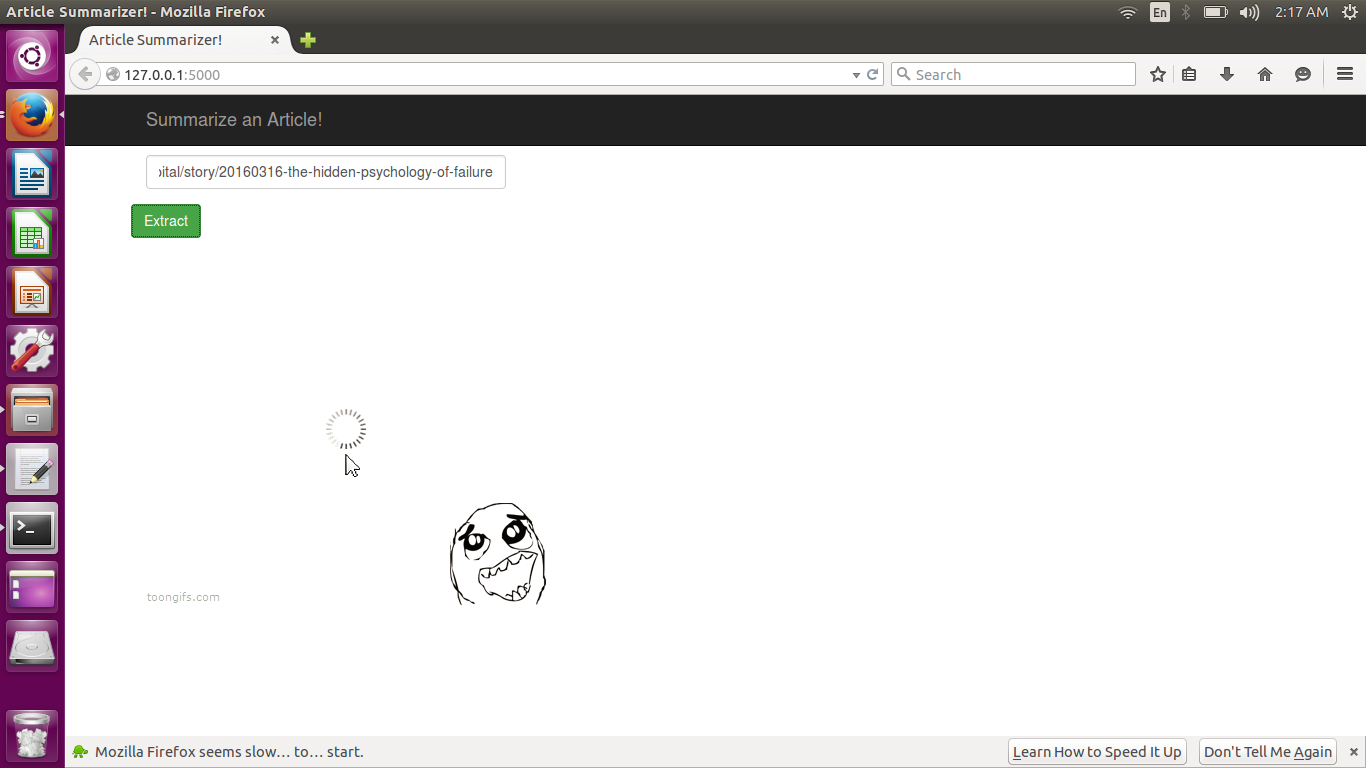 Article Summarizer! - Mozilla Firefox
En
2:17 AM
Article Summarizer!
127.0.0.1:5000
Search
Summarize an Article!
ital/story/20160316-the-hidden-psychology-of-failure
Extract
toongifs.com
Mozilla Firefox seems slow… to… start.
Learn How to Speed It Up
Don't Tell Me Again